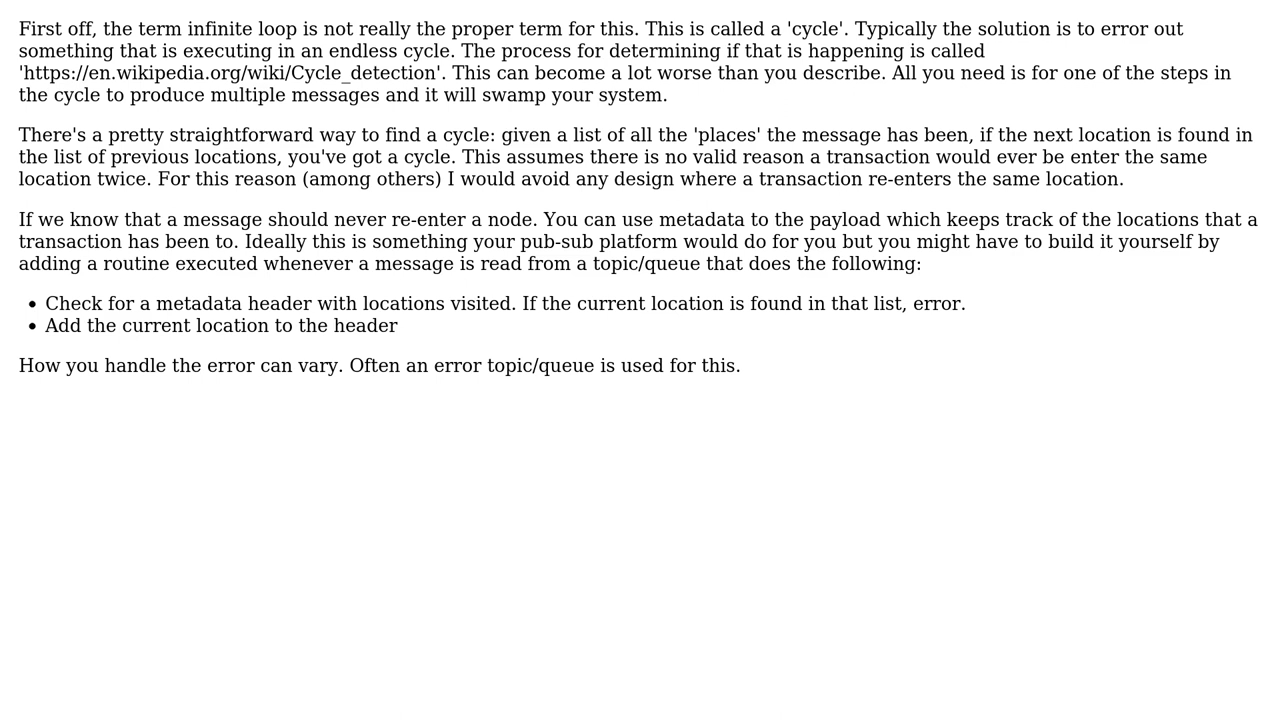 First off, the term infinite loop is not really the proper term for this. This is called a 'cycle'. Typically the solution is to error out
something that is executing in an endless cycle. The process for determining if that is happening is called
'https://en.wikipedia.org/wiki/Cycle_detection'. This can become a lot worse than you describe. All you need is for one of the steps in
the cycle to produce multiple messages and it will swamp your system.
There's a pretty straightforward way to find a cycle: given a list of all the 'places' the message has been, if the next location is found in
the list of previous locations, you've got a cycle. This assumes there is no valid reason a transaction would ever be enter the same
location twice. For this reason (among others) I would avoid any design where a transaction re-enters the same location.
If we know that a message should never re-enter a node. You can use metadata to the payload which keeps track of the locations that a
transaction has been to. Ideally this is something your pub-sub platform would do for you but you might have to build it yourself by
adding a routine executed whenever a message is read from a topic/queue that does the following:
• Check for a metadata header with locations visited. If the current location is found in that list, error.
• Add the current location to the header
How you handle the error can vary. Often an error topic/queue is used for this.